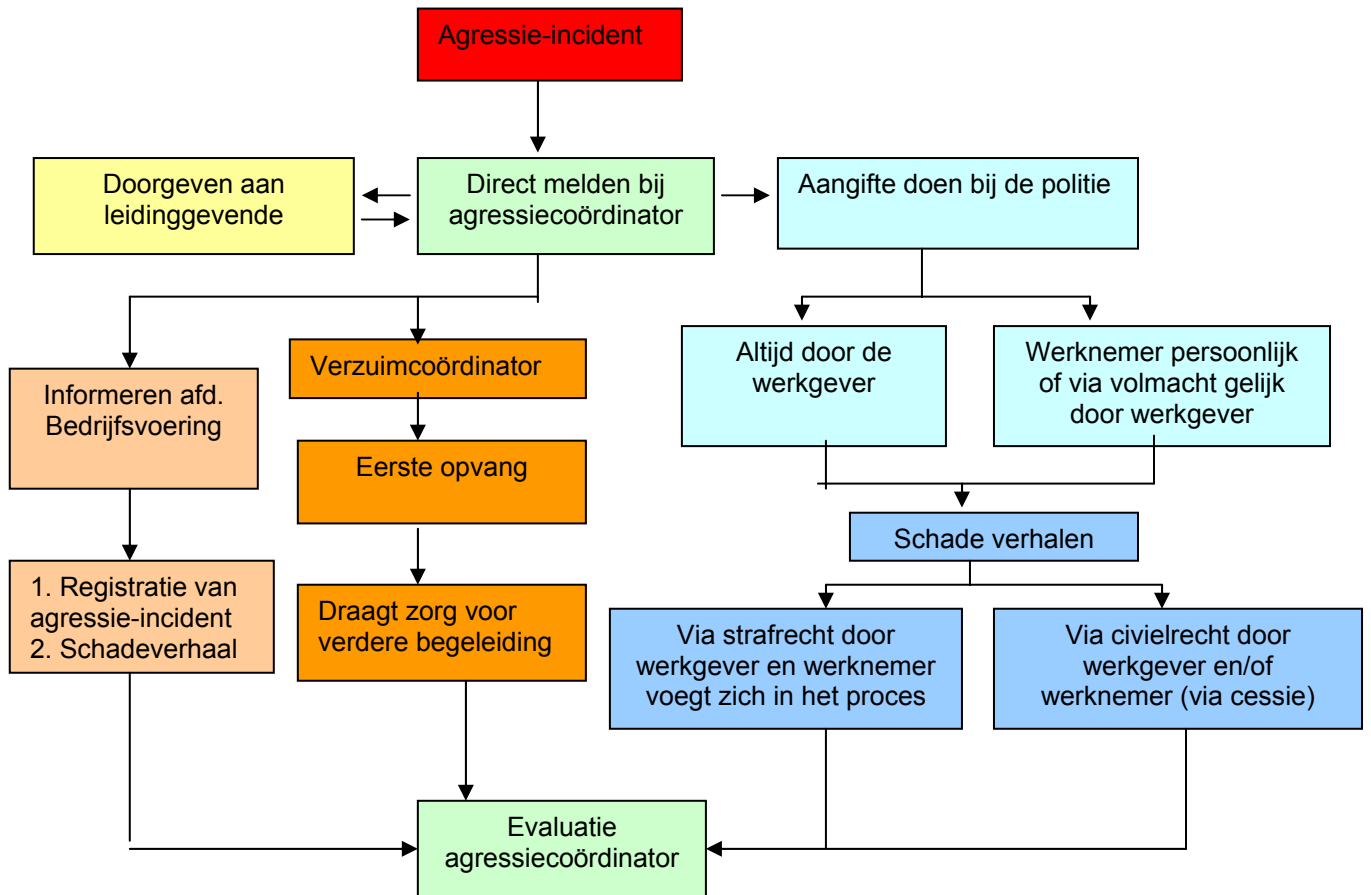 Agressie-incident
Doorgeven aan
leidinggevende
Direct melden bij
agressiecoördinator
Aangifte doen bij de politie
Informeren afd.
Bedrijfsvoering
Verzuimcoördinator
Altijd door de
werkgever
Werknemer persoonlijk
of via volmacht gelijk
door werkgever
Eerste opvang
Schade verhalen
1. Registratie van
agressie-incident
2. Schadeverhaal
Draagt zorg voor
verdere begeleiding
Via strafrecht door
werkgever en werknemer
voegt zich in het proces
Via civielrecht door
werkgever en/of
werknemer (via cessie)
Evaluatie
agressiecoördinator